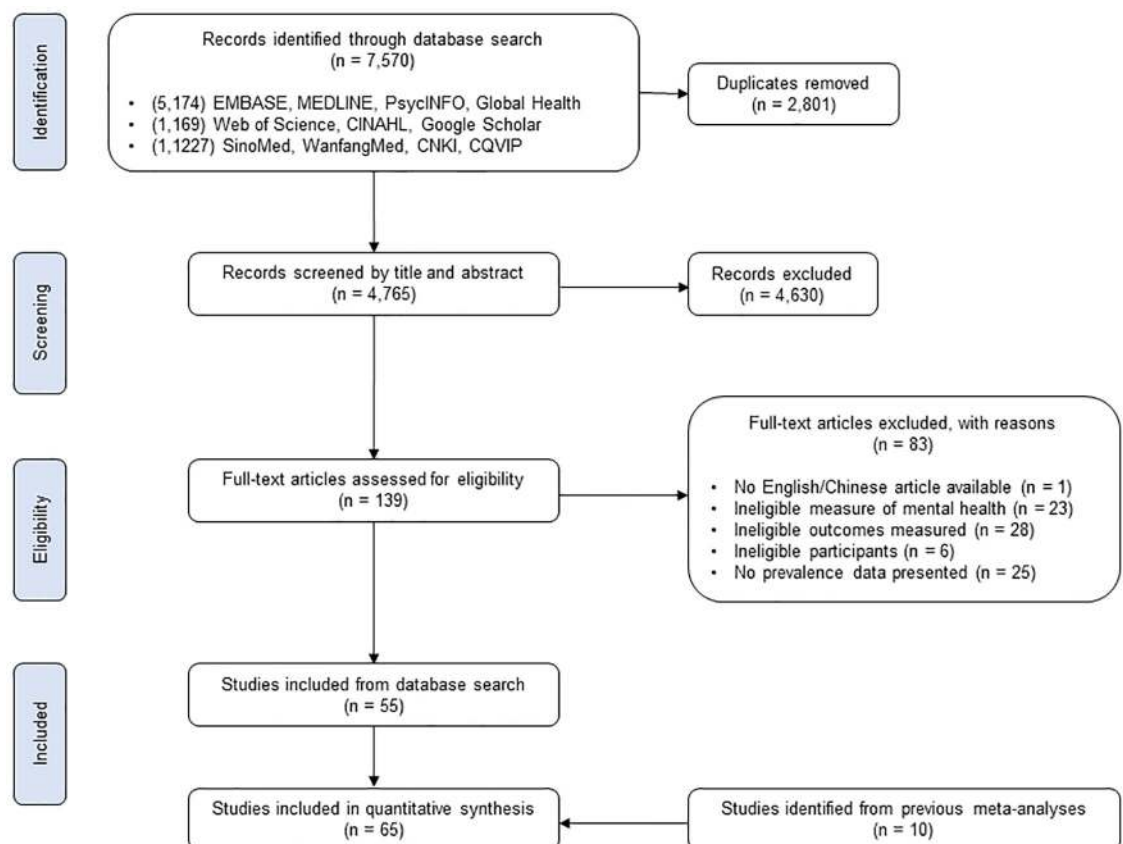 Identification
Records identified through database search
(n = 7,570)
• (5,174) EMBASE, MEDLINE, PsycINFO, Global Health
• (1,169) Web of Science, CINAHL, Google Scholar
• (1,1227) SinoMed, WanfangMed, CNKI, CQVIP
Duplicates removed
(n = 2,801)
Screening
Records screened by title and abstract
(n = 4,765)
Records excluded
(n = 4,630)
Eligibility
Full-text articles assessed for eligibility
(n = 139)
Full-text articles excluded, with reasons
(n = 83)
• No English/Chinese article available (n = 1)
• Ineligible measure of mental health (n = 23)
• Ineligible outcomes measured (n = 28)
• Ineligible participants (n = 6)
• No prevalence data presented (n = 25)
Included
Studies included from database search
(n = 55)
Studies included in quantitative synthesis
(n = 65)
Studies identified from previous meta-analyses
(n = 10)